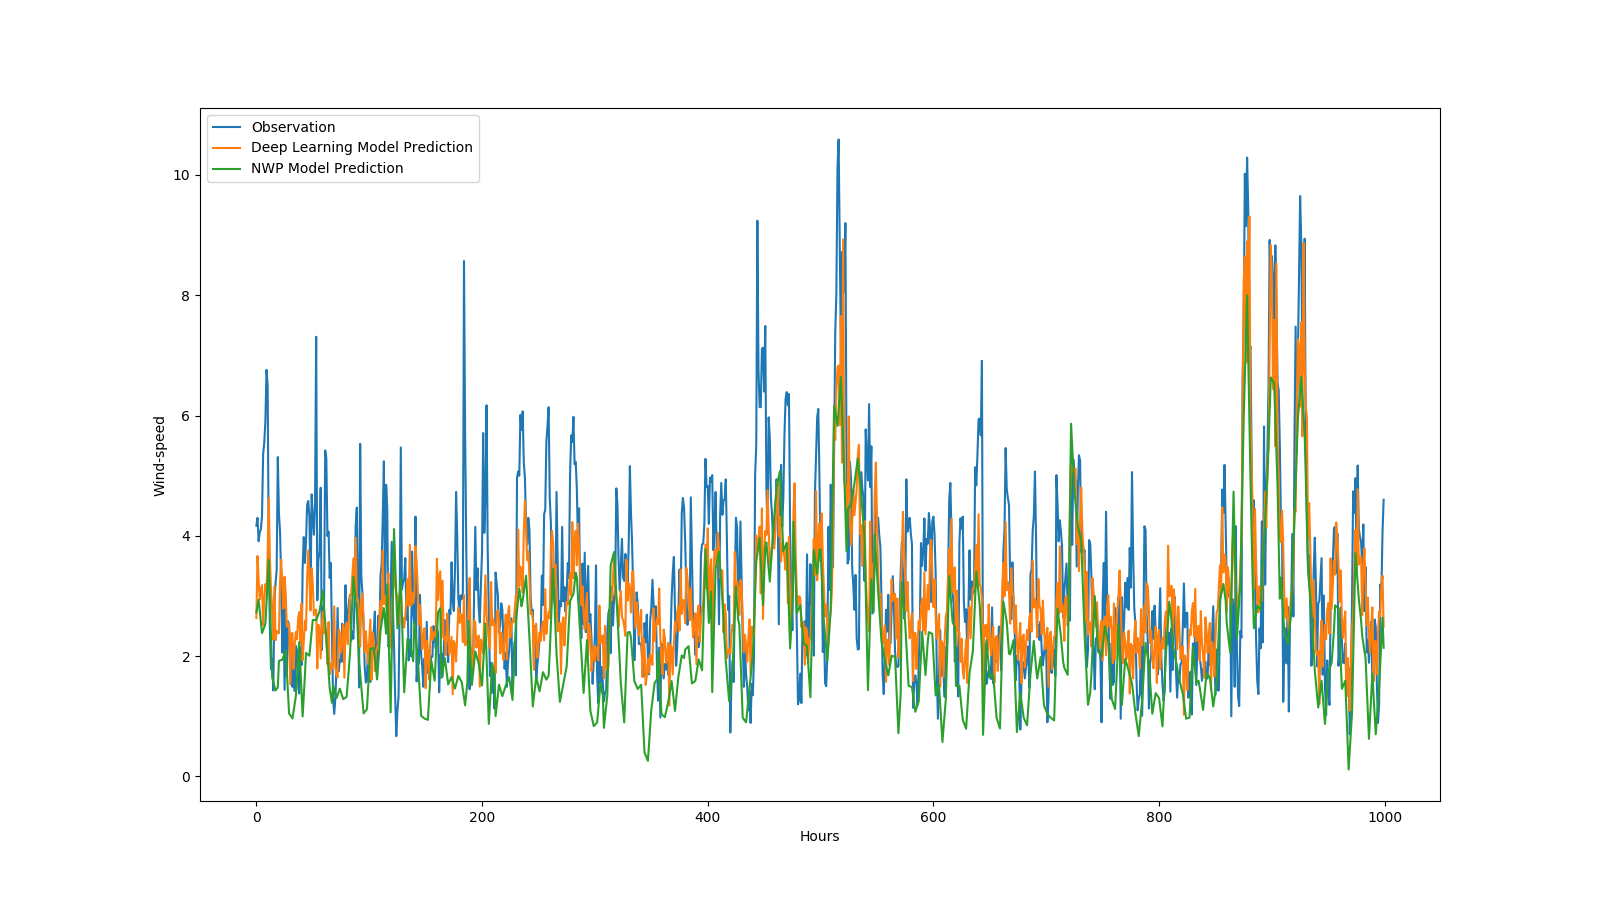 Observation
Deep Learning Model Prediction
NWP Model Prediction
10
8
6
4
2
0
Wind-speed
0 200 400 600 800 1000
Hours